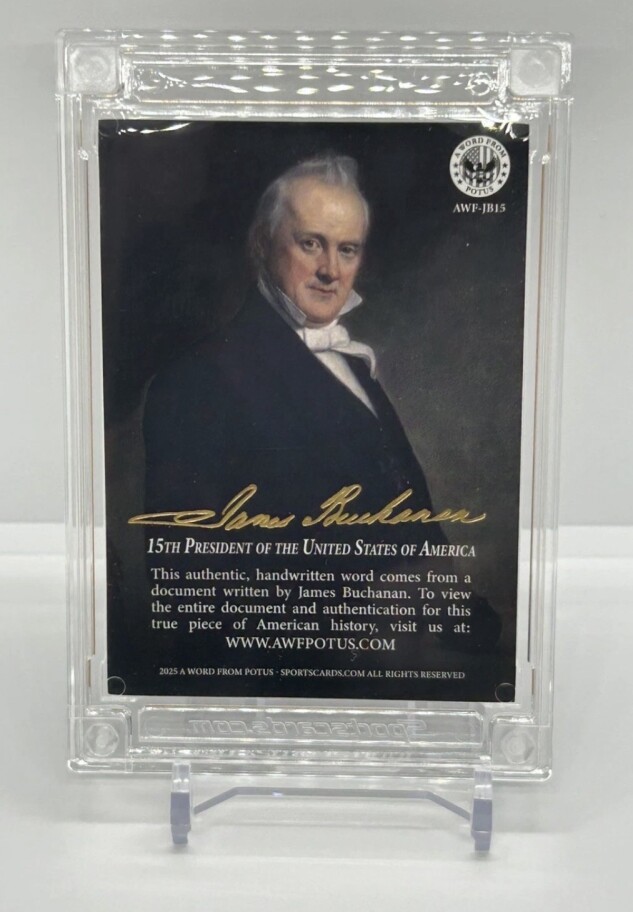 A WORD FROM
POTUS
AWF-JB15
James Buchanan
15TH PRESIDENT OF THE UNITED STATES OF AMERICA
This authentic, handwritten word comes from a
document written by James Buchanan. To view
the entire document and authentication for this
true piece of American history, visit us at:
WWW.AWFPOTUS.COM
2025 A WORD FROM POTUS · SPORTSCARDS.COM ALL RIGHTS RESERVED
Sportscards.com